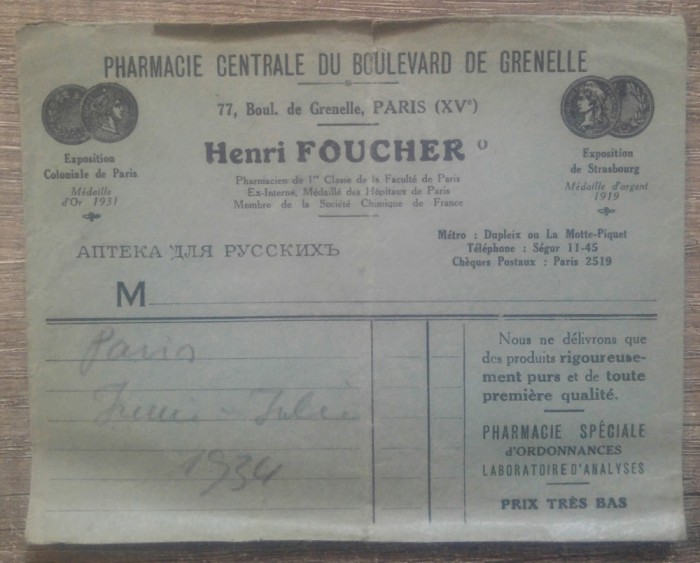 PHARMACIE CENTRALE DU BOULEVARD DE GRENELLE
77, Boul. de Grenelle, PARIS (XVᵉ)
Henri FOUCHER O
Pharmacien de 1ʳᵉ Classe de la Faculté de Paris
Ex-Interne, Médaillé des Hôpitaux de Paris
Membre de la Société Chimique de France
Exposition
Coloniale de Paris
Médaille
d'Or 1931
Exposition
de Strasbourg
Médaille d'argent
1919
АПТЕКА ДЛЯ РУССКИХЪ
Métro : Dupleix ou La Motte-Piquet
Téléphone : Ségur 11-45
Chèques Postaux : Paris 2519
M
Paris
Iunie - Iulie
1934
Nous ne délivrons que
des produits rigoureuse-
ment purs et de toute
première qualité.
PHARMACIE SPÉCIALE
d'ORDONNANCES
LABORATOIRE D'ANALYSES
PRIX TRÈS BAS